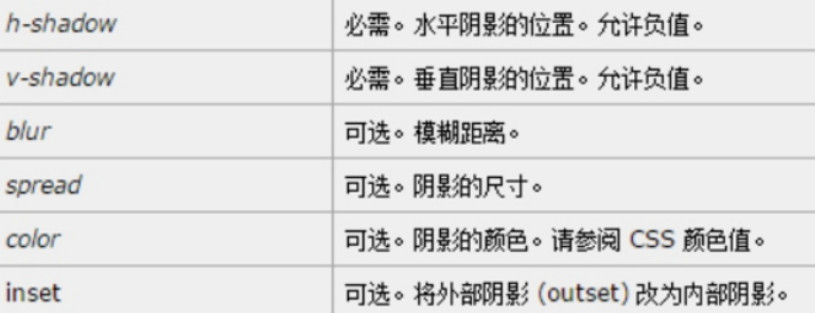 h-shadow 必需。水平阴影的位置。允许负值。
v-shadow 必需。垂直阴影的位置。允许负值。
blur 可选。模糊距离。
spread 可选。阴影的尺寸。
color 可选。阴影的颜色。请参阅 CSS 颜色值。
inset 可选。将外部阴影 (outset) 改为内部阴影。